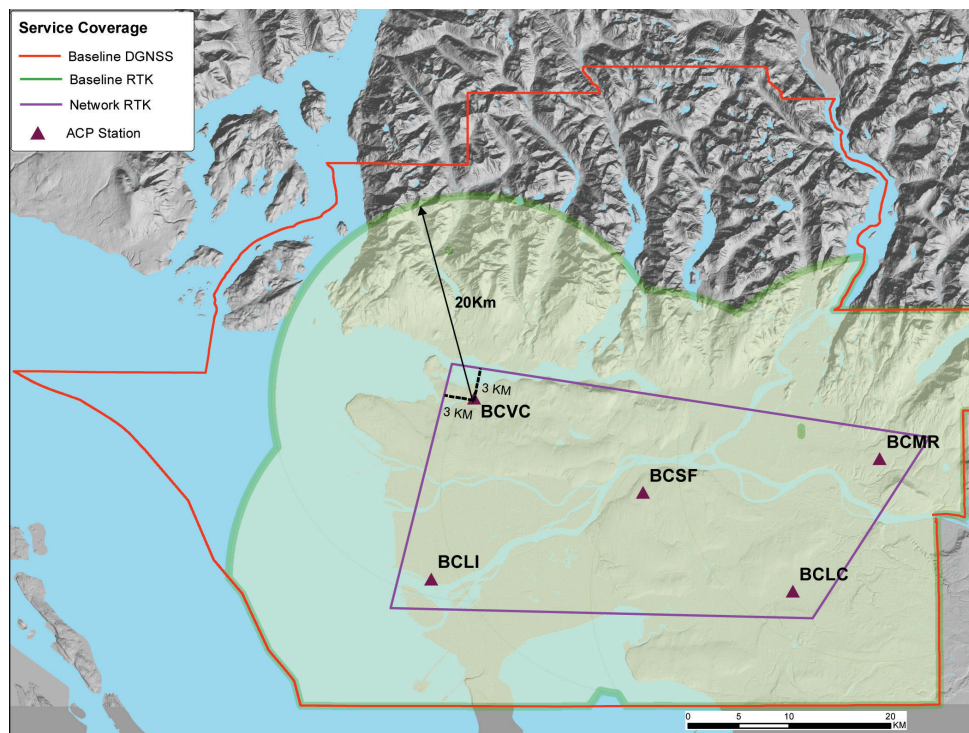 Service Coverage
Baseline DGNSS
Baseline RTK
Network RTK
ACP Station
20Km
3 KM
3 KM
BCVC
BCMR
BCSF
BCLI
BCLC
0 5 10 20
KM